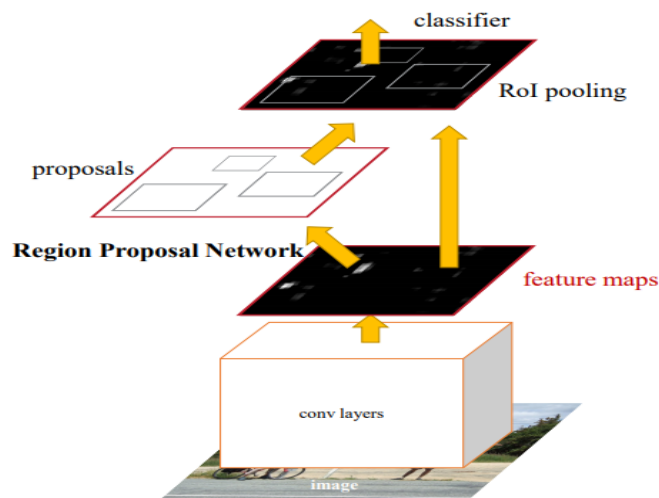 classifier
RoI pooling
proposals
Region Proposal Network
feature maps
conv layers
image